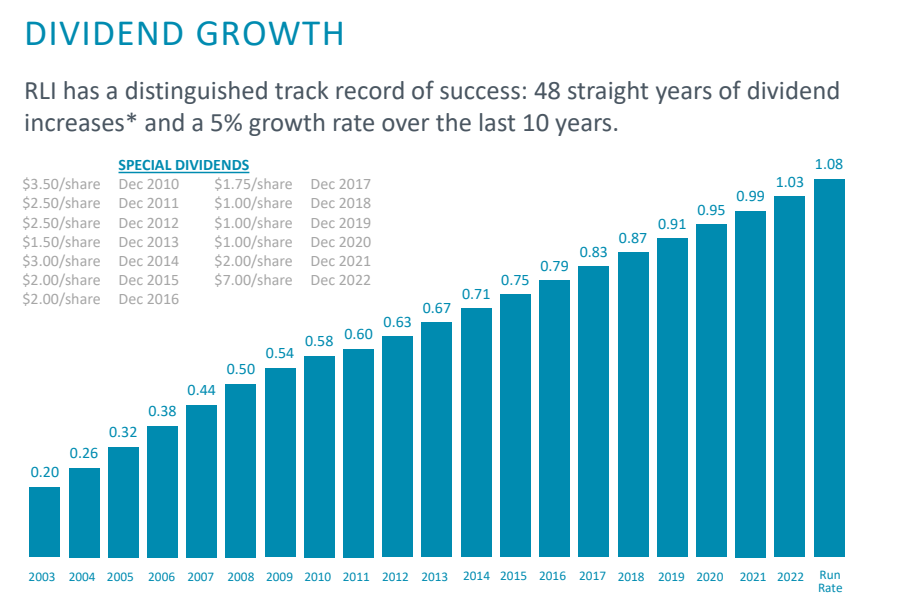 DIVIDEND GROWTH
RLI has a distinguished track record of success: 48 straight years of dividend
increases* and a 5% growth rate over the last 10 years.
SPECIAL DIVIDENDS
$3.50/share Dec 2010 $1.75/share Dec 2017
$2.50/share Dec 2011 $1.00/share Dec 2018
$2.50/share Dec 2012 $1.00/share Dec 2019
$1.50/share Dec 2013 $1.00/share Dec 2020
$3.00/share Dec 2014 $2.00/share Dec 2021
$2.00/share Dec 2015 $7.00/share Dec 2022
$2.00/share Dec 2016
0.20 0.26 0.32 0.38 0.44 0.50 0.54 0.58 0.60 0.63 0.67 0.71 0.75 0.79 0.83 0.87 0.91 0.95 0.99 1.03 1.08
2003 2004 2005 2006 2007 2008 2009 2010 2011 2012 2013 2014 2015 2016 2017 2018 2019 2020 2021 2022 Run
Rate